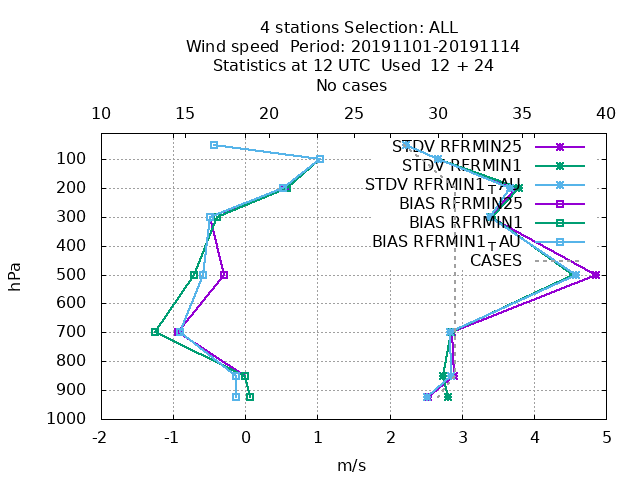 4 stations Selection: ALL
Wind speed Period: 20191101-20191114
Statistics at 12 UTC Used 12 + 24
No cases
10 15 20 25 30 35 40
STDV RFRMIN25
STDV RFRMIN1
STDV RFRMIN1_TAU
BIAS RFRMIN25
BIAS RFRMIN1
BIAS RFRMIN1_TAU
CASES
hPa
100
200
300
400
500
600
700
800
900
1000
-2 -1 0 1 2 3 4 5
m/s